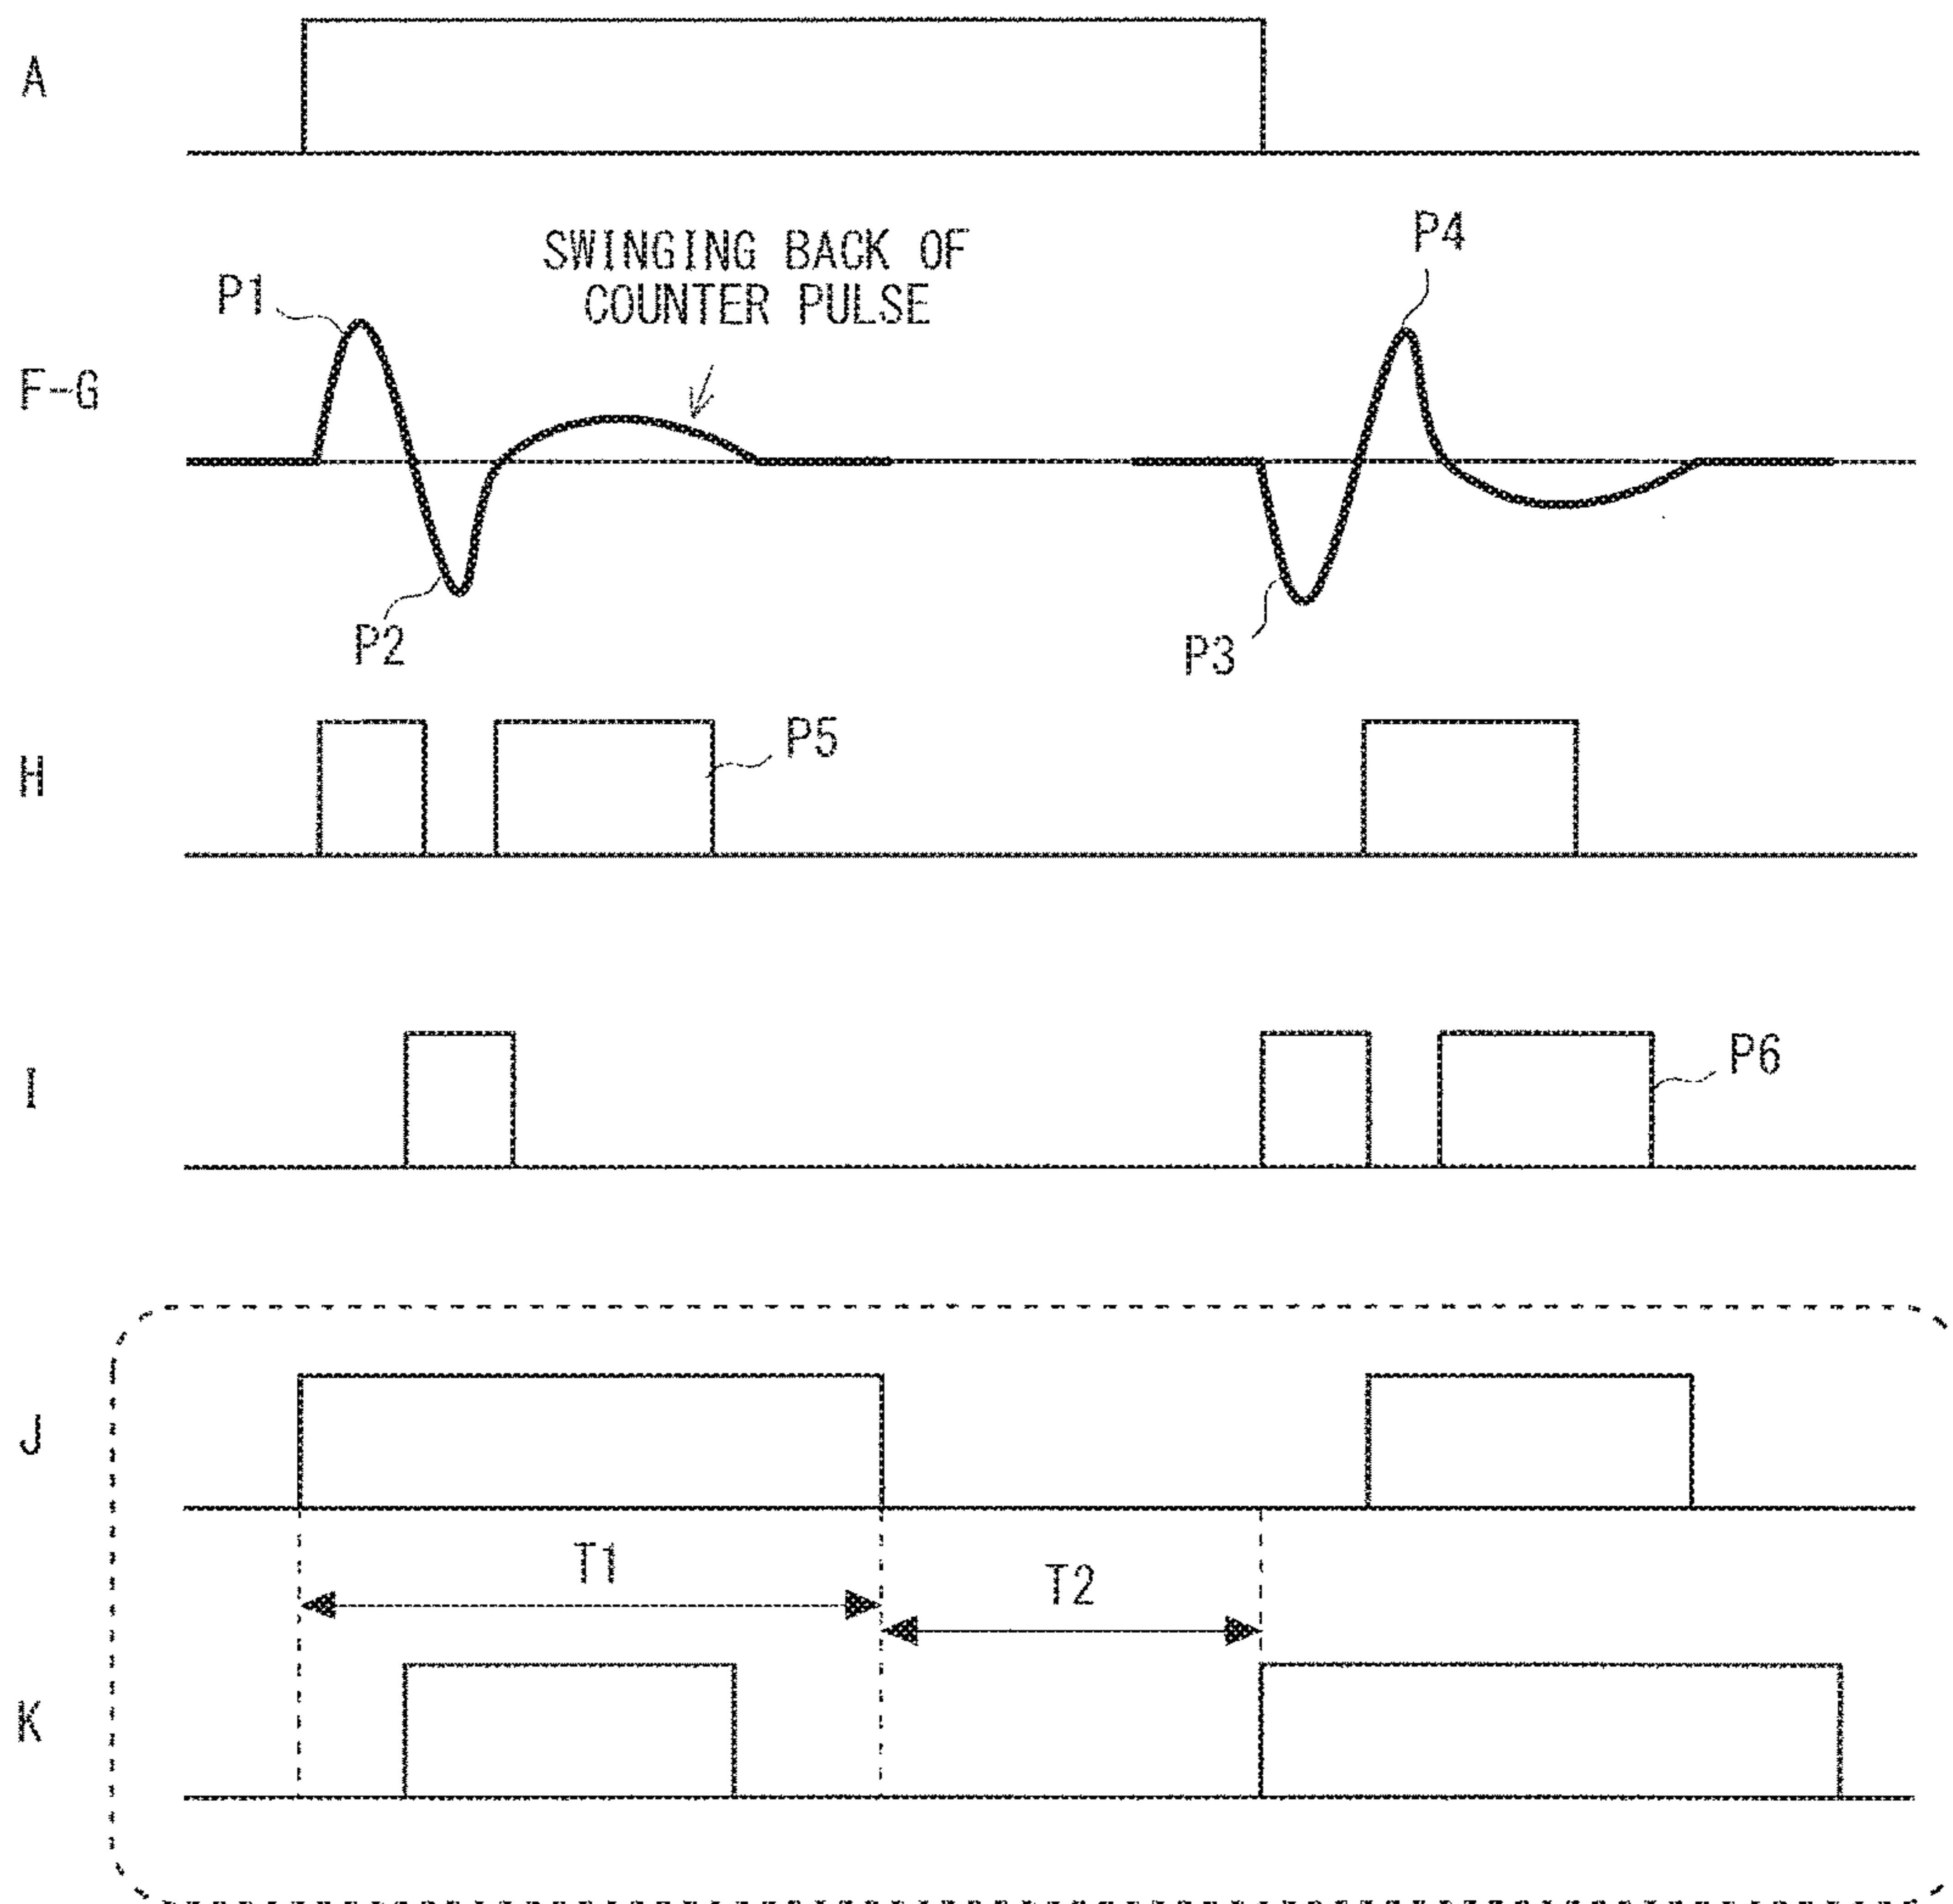 A
SWINGING BACK OF
COUNTER PULSE
P1
P4
F-G
P2
P3
H
P5
I
P6
J
T1
T2
K